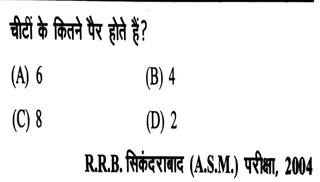 चीटीं के कितने पैर होते हैं?
(A) 6 (B) 4
(C) 8 (D) 2
R.R.B. सिकंदराबाद (A.S.M.) परीक्षा, 2004